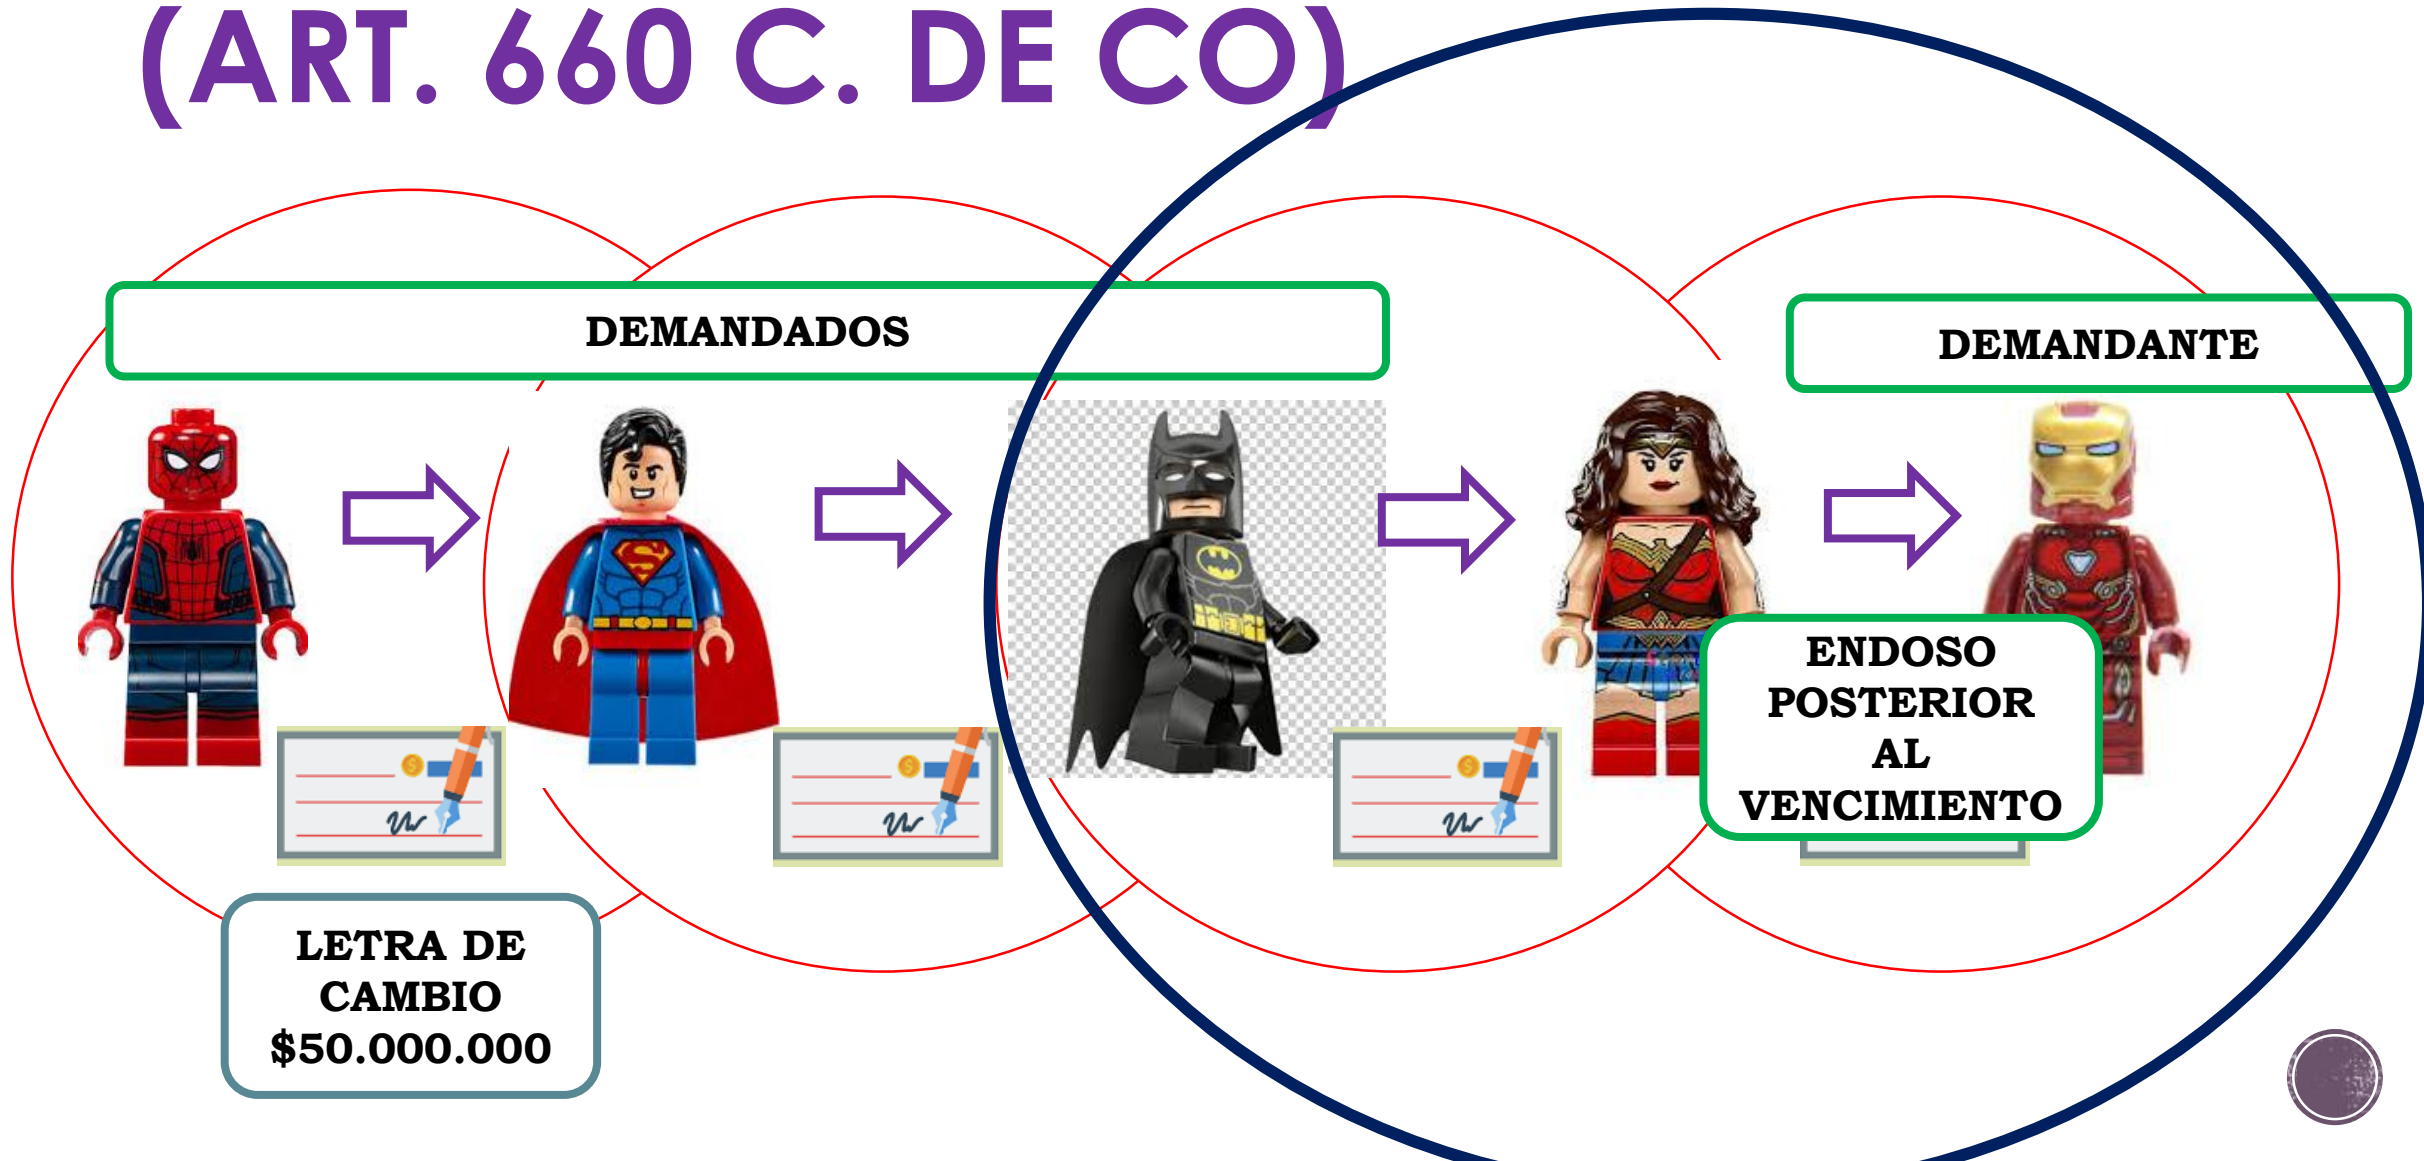 (ART. 660 C. DE CO)
DEMANDADOS
DEMANDANTE
ENDOSO
POSTERIOR
AL
VENCIMIENTO
LETRA DE
CAMBIO
$50.000.000